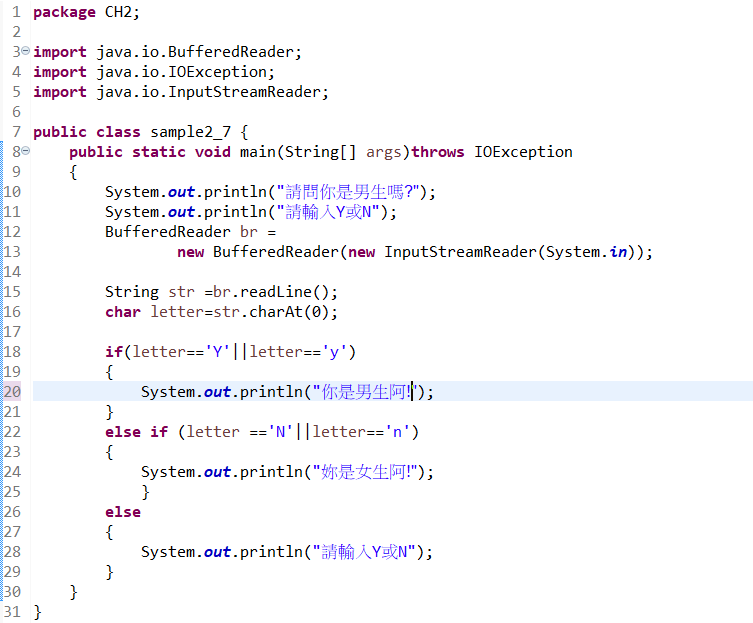 1 package CH2;
2
3 import java.io.BufferedReader;
4 import java.io.IOException;
5 import java.io.InputStreamReader;
6
7 public class sample2_7 {
8     public static void main(String[] args)throws IOException
9     {
10         System.out.println("請問你是男生嗎?");
11         System.out.println("請輸入Y或N");
12         BufferedReader br =
13                 new BufferedReader(new InputStreamReader(System.in));
14
15         String str =br.readLine();
16         char letter=str.charAt(0);
17
18         if(letter=='Y'||letter=='y')
19         {
20             System.out.println("你是男生阿!");
21         }
22         else if (letter =='N'||letter=='n')
23         {
24             System.out.println("妳是女生阿!");
25             }
26         else
27         {
28             System.out.println("請輸入Y或N");
29         }
30     }
31 }